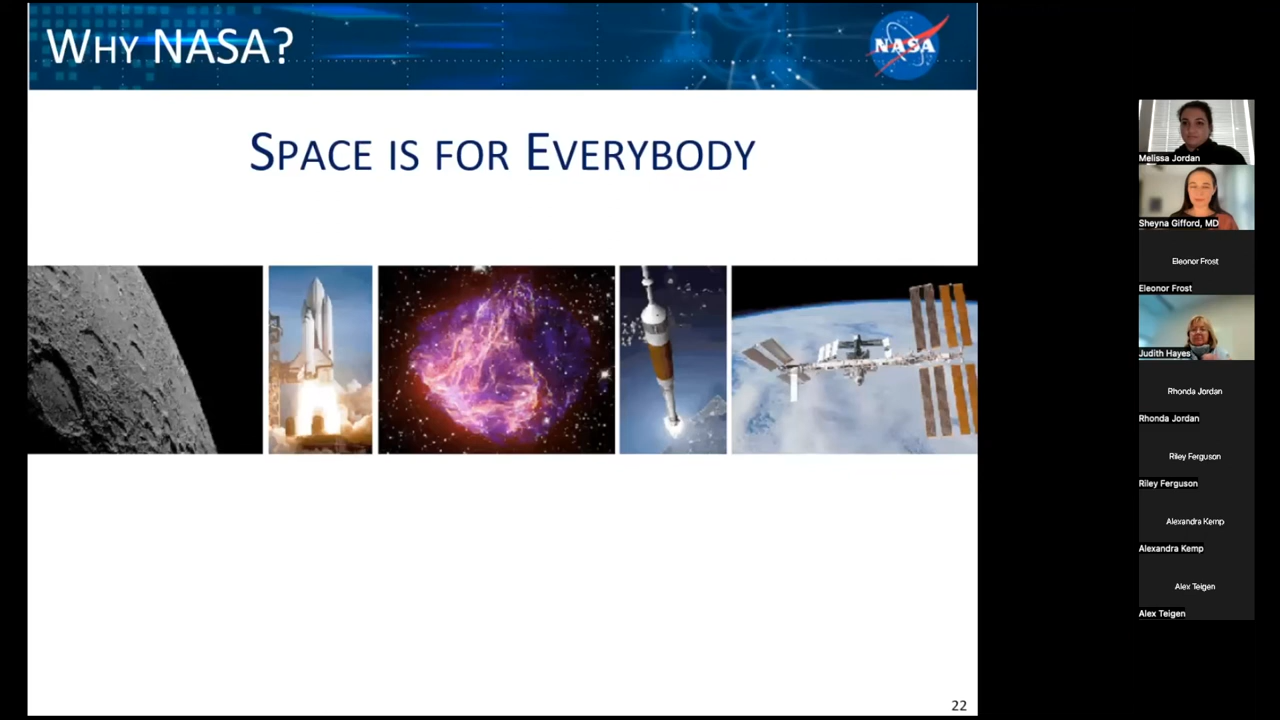 WHY NASA?
NASA
SPACE IS FOR EVERYBODY
22
Melissa Jordan
Sheyna Gifford, MD
Eleonor Frost
Eleonor Frost
Judith Hayes
Rhonda Jordan
Rhonda Jordan
Riley Ferguson
Riley Ferguson
Alexandra Kemp
Alexandra Kemp
Alex Teigen
Alex Teigen